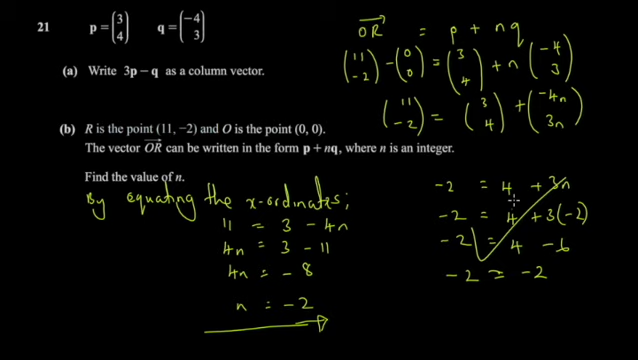 21
p = (3 4) q = (-4 3)
(a) Write 3p − q as a column vector.
(b) R is the point (11, −2) and O is the point (0, 0).
The vector OR can be written in the form p + nq, where n is an integer.
Find the value of n.
By equating the x-ordinates;
11 = 3 - 4n
4n = 3 - 11
4n = - 8
n = - 2
OR = p + nq
(11 -2) - (0 0) = (3 4) + n (-4 3)
(11 -2) = (3 4) + (-4n 3n)
-2 = 4 + 3n
-2 = 4 + 3(-2)
-2 = 4 - 6
-2 = -2